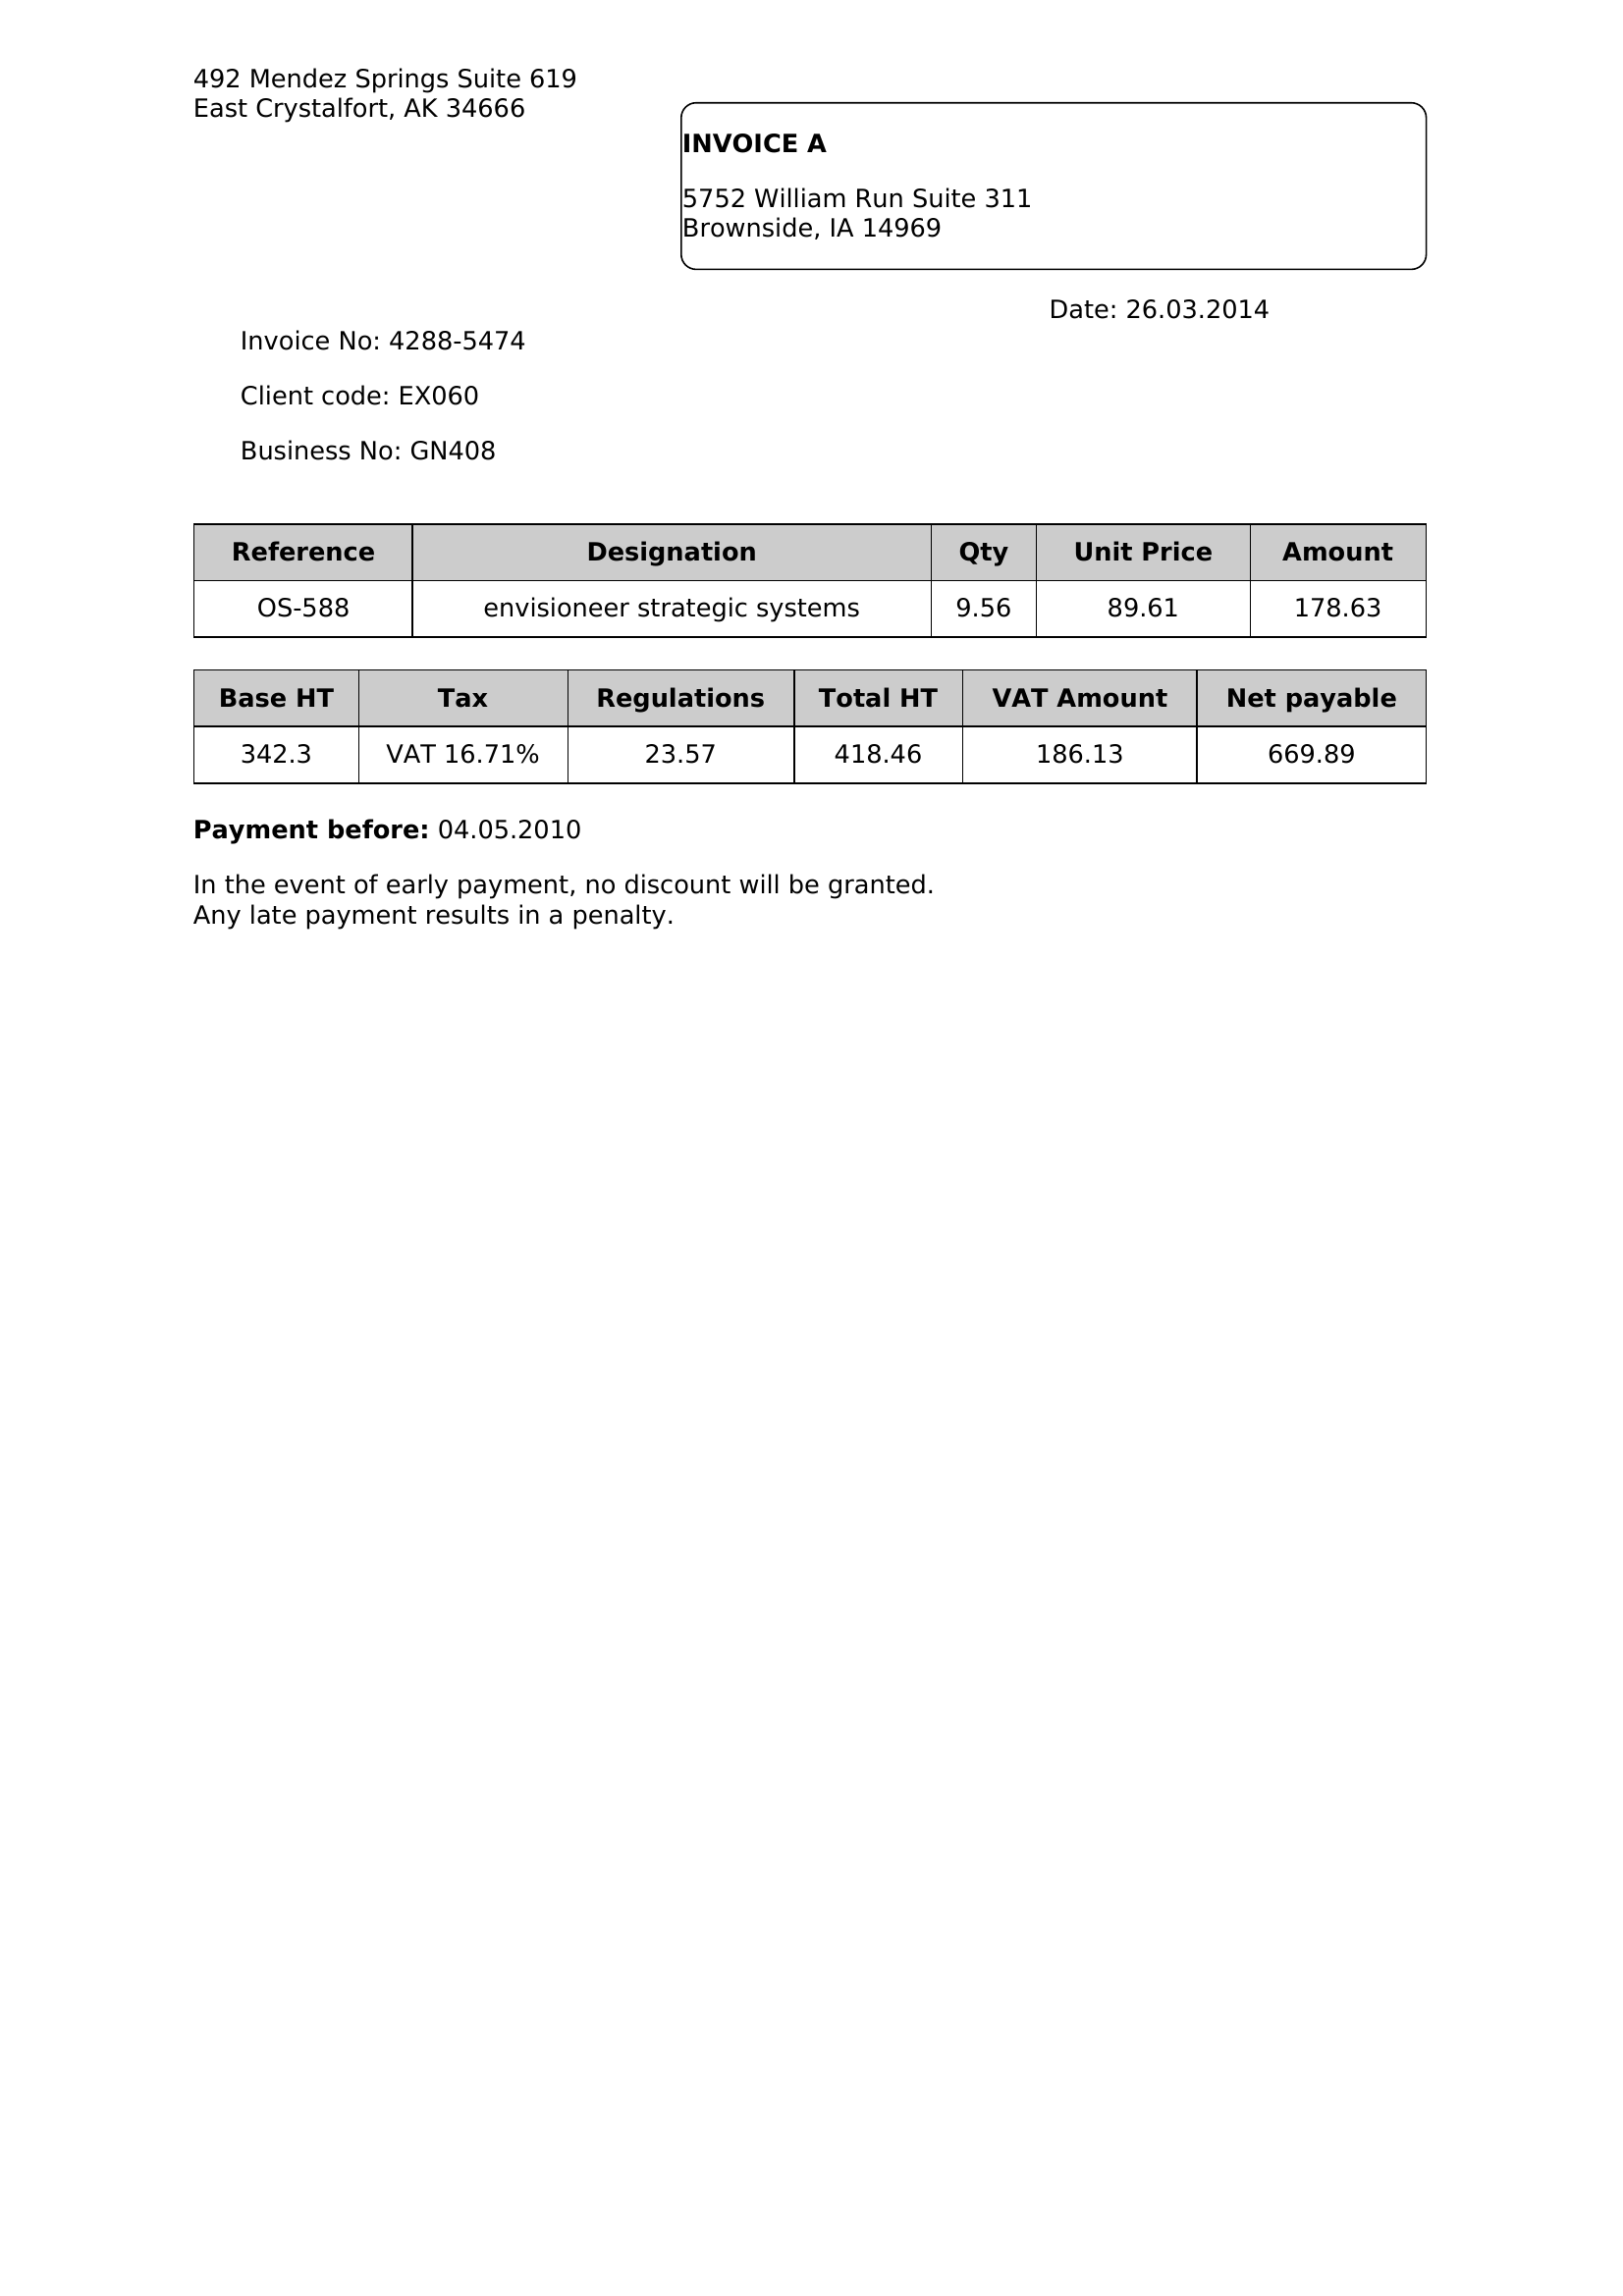 492 Mendez Springs Suite 619
East Crystalfort, AK 34666
INVOICE A
5752 William Run Suite 311
Brownside, IA 14969
Date: 26.03.2014
Invoice No: 4288-5474
Client code: EX060
Business No: GN408
Reference Designation Qty Unit Price Amount
OS-588 envisioneer strategic systems 9.56 89.61 178.63
Base HT Tax Regulations Total HT VAT Amount Net payable
342.3 VAT 16.71% 23.57 418.46 186.13 669.89
Payment before: 04.05.2010
In the event of early payment, no discount will be granted.
Any late payment results in a penalty.